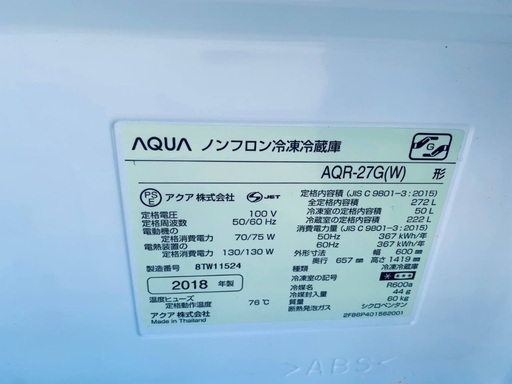 AQUA ノンフロン冷凍冷蔵庫
AQR-27G(W) 形
PS E アクア 株式会社 JET
定格電圧 100 V
定格周波数 50/60 Hz
電動機の
定格消費電力 70/75 W
電熱装置の
定格消費電力 130/130 W
製造番号 8TW11524
2018 年製
温度ヒューズ
定格動作温度 76℃
アクア 株式会社
Made in Thailand
定格内容積 (JIS C 9801-3 : 2015)
全定格内容積 272 L
冷凍室の定格内容積 50 L
冷蔵室の定格内容積 222 L
消費電力量 (JIS C 9801-3 : 2015)
50Hz 367 kWh/年
60Hz 367 kWh/年
外形寸法 幅 600 mm
奥行 657 mm 高さ 1419 mm
種類 冷凍冷蔵庫
冷凍室の記号
冷媒名 R600a
冷媒封入量 44 g
質量 60 kg
断熱発泡ガス シクロペンタン
2FB6P401562001
>ABS<